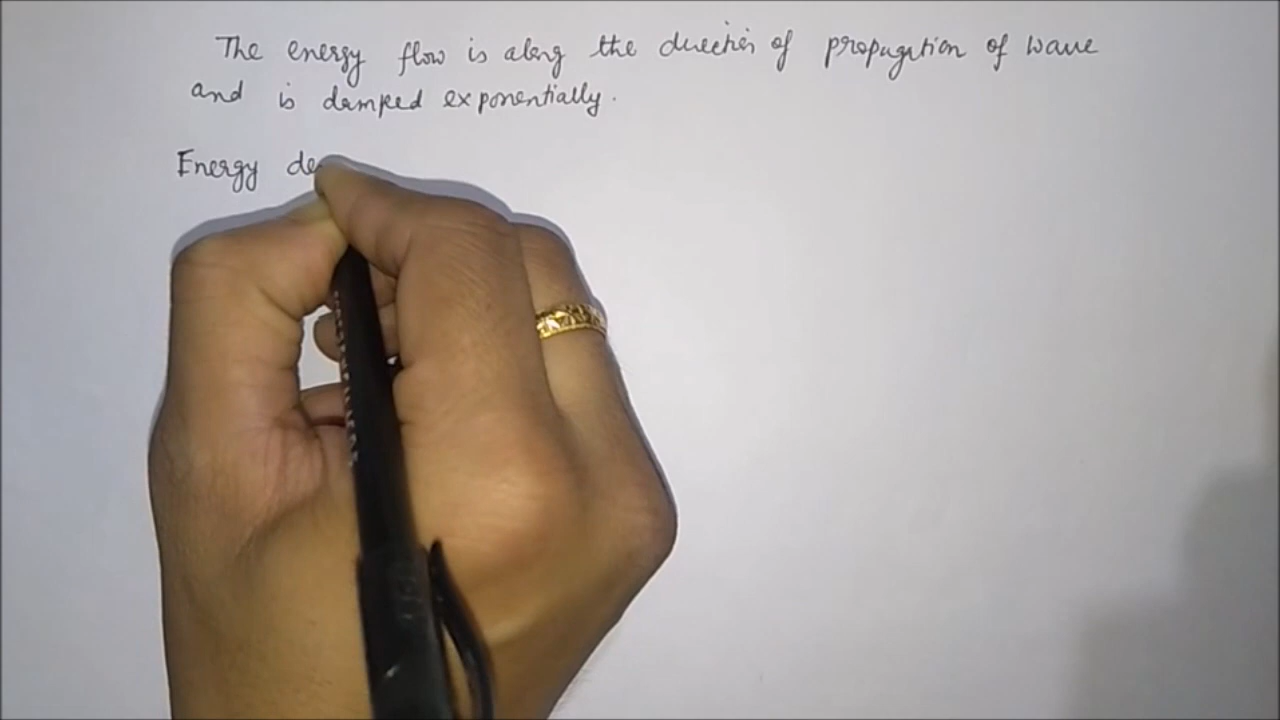 The energy flow is along the direction of propagation of wave
and is damped exponentially.
Energy de